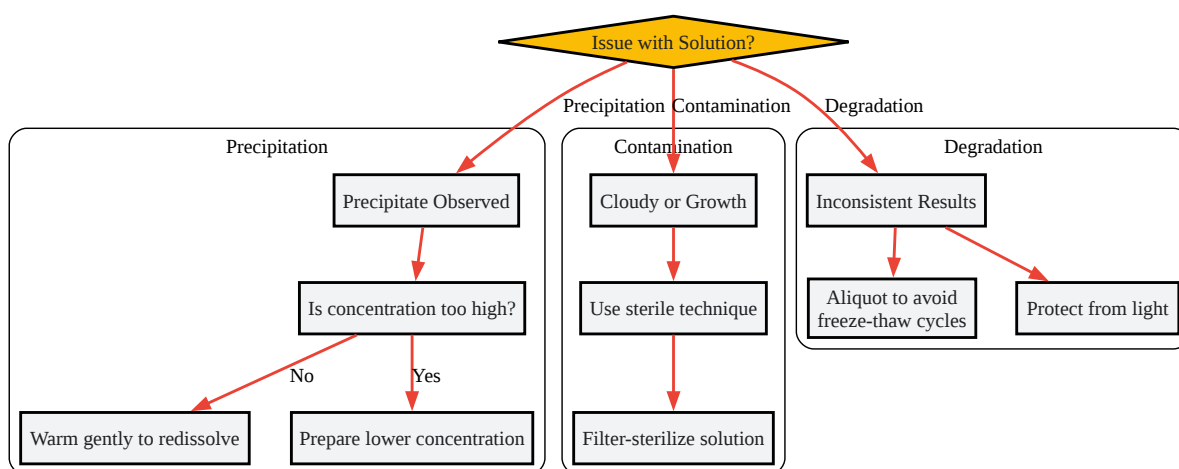 Issue with Solution?
Precipitation
Contamination
Degradation
Precipitation
Contamination
Degradation
Precipitate Observed
Cloudy or Growth
Inconsistent Results
Is concentration too high?
Use sterile technique
Aliquot to avoid
freeze-thaw cycles
Protect from light
No
Yes
Warm gently to redissolve
Prepare lower concentration
Filter-sterilize solution